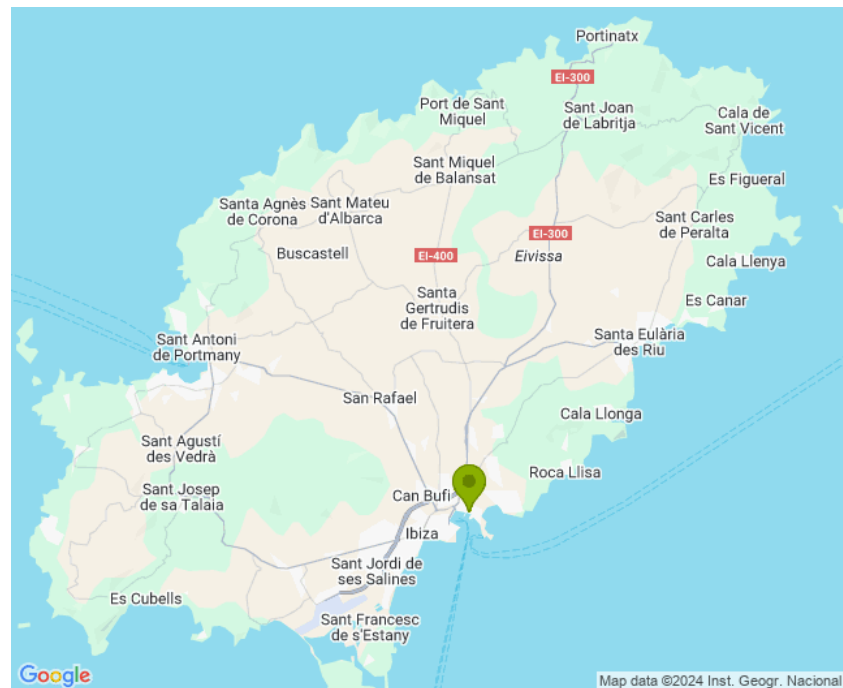 Portinatx
EI-300
Port de Sant
Miquel
Sant Joan
de Labritja
Cala de
Sant Vicent
Sant Miquel
de Balansat
Es Figueral
Santa Agnès
de Corona
Sant Mateu
d'Albarca
Sant Carles
de Peralta
EI-300
Buscastell
EI-400
Eivissa
Cala Llenya
Santa
Gertrudis
de Fruitera
Es Canar
Sant Antoni
de Portmany
Santa Eulària
des Riu
San Rafael
Cala Llonga
Sant Agustí
des Vedrà
Roca Llisa
Sant Josep
de sa Talaia
Can Bufi
Ibiza
Sant Jordi de
ses Salines
Es Cubells
Sant Francesc
de s'Estany
Google
Map data ©2024 Inst. Geogr. Nacional